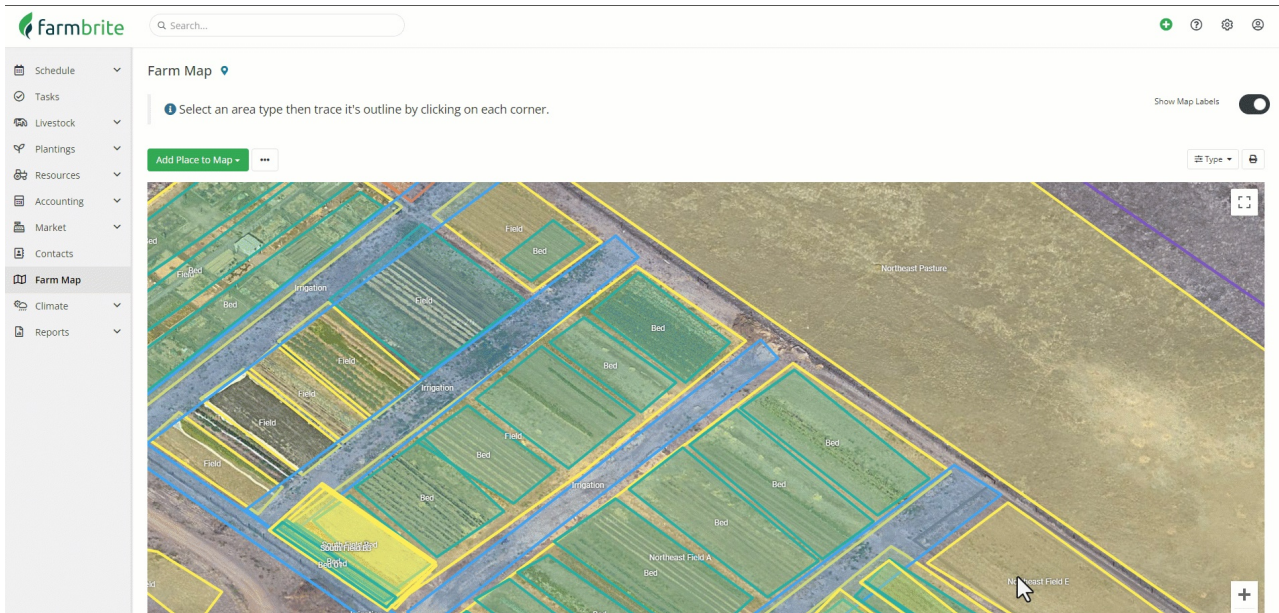 farmbrite
Search...
Schedule
Tasks
Livestock
Plantings
Resources
Accounting
Market
Contacts
Farm Map
Climate
Reports
Farm Map
Select an area type then trace it's outline by clicking on each corner.
Show Map Labels
Add Place to Map
Type
Field
Bed
Northeast Pasture
Field
Bed
Irrigation
Bed
Field
Bed
Bed
Field
Irrigation
Field
Field
Field
Bed
Field
Bed
Irrigation
Bed
Bed
Bed
Bed
Northeast Field A
Bed
Northeast Field E